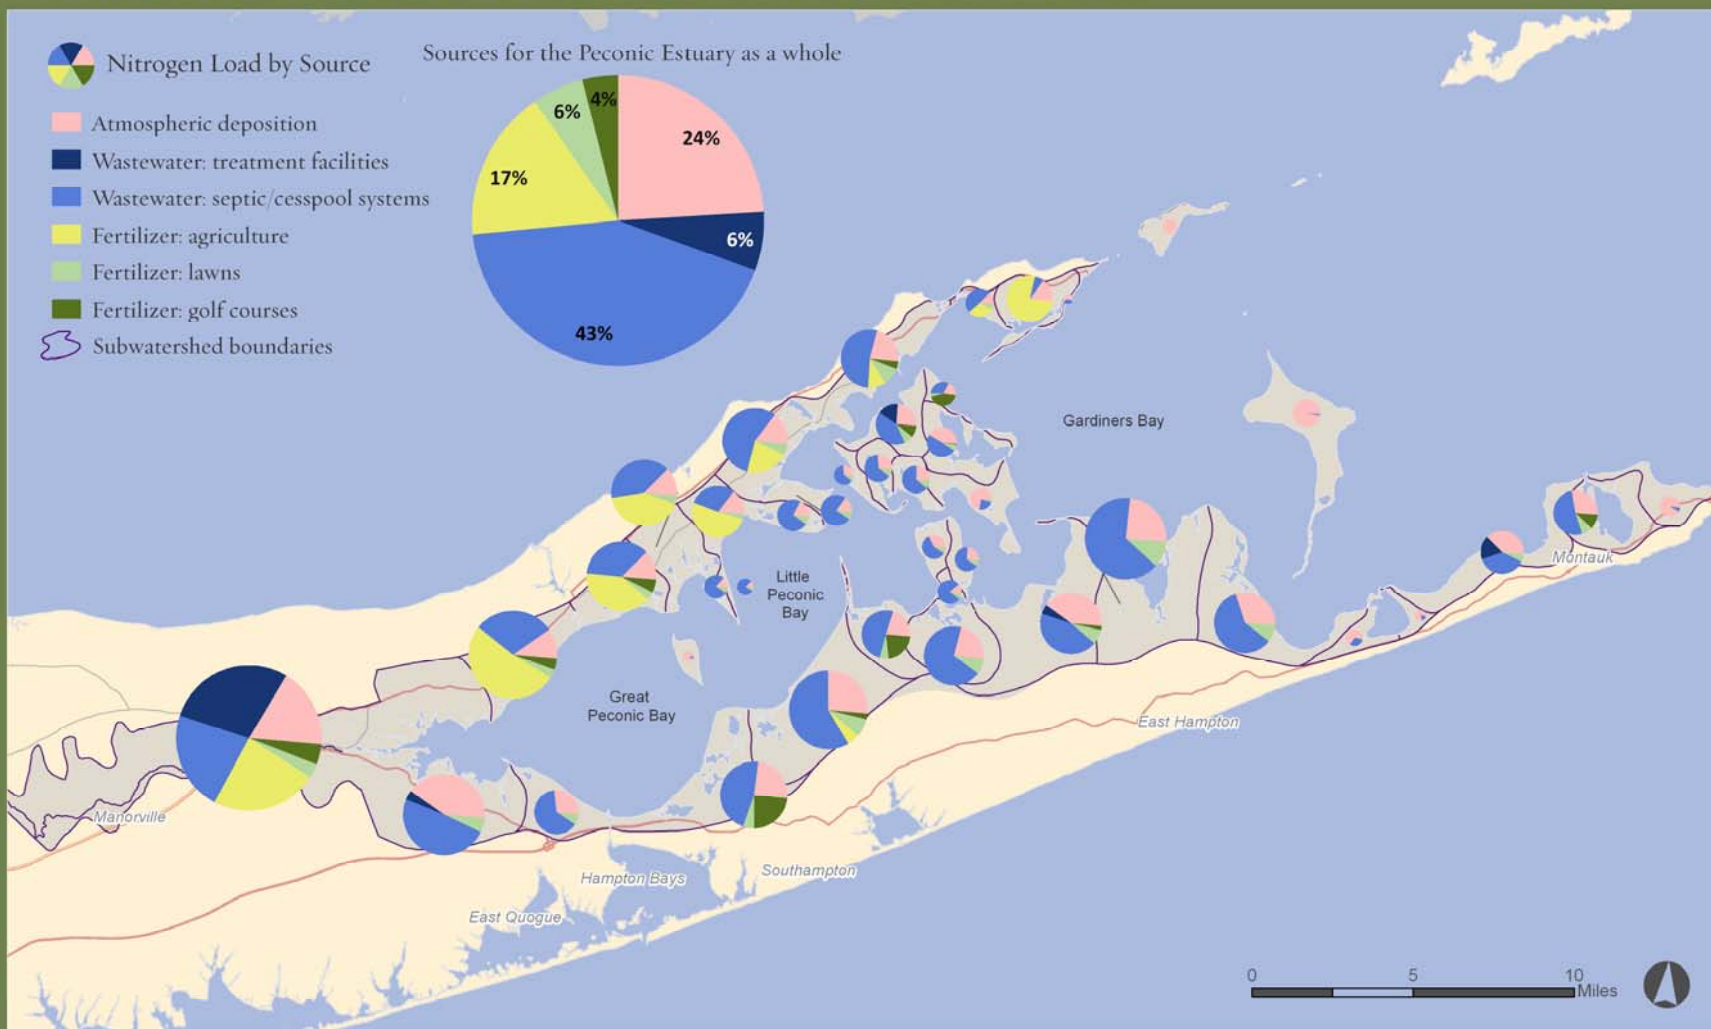 Nitrogen Load by Source
Atmospheric deposition
Wastewater: treatment facilities
Wastewater: septic/cesspool systems
Fertilizer: agriculture
Fertilizer: lawns
Fertilizer: golf courses
Subwatershed boundaries
Sources for the Peconic Estuary as a whole
4%
6%
24%
17%
6%
43%
Gardiners Bay
Little
Peconic
Bay
Great
Peconic Bay
Montauk
East Hampton
Manorville
Southampton
Hampton Bays
East Quogue
0 5 10
Miles